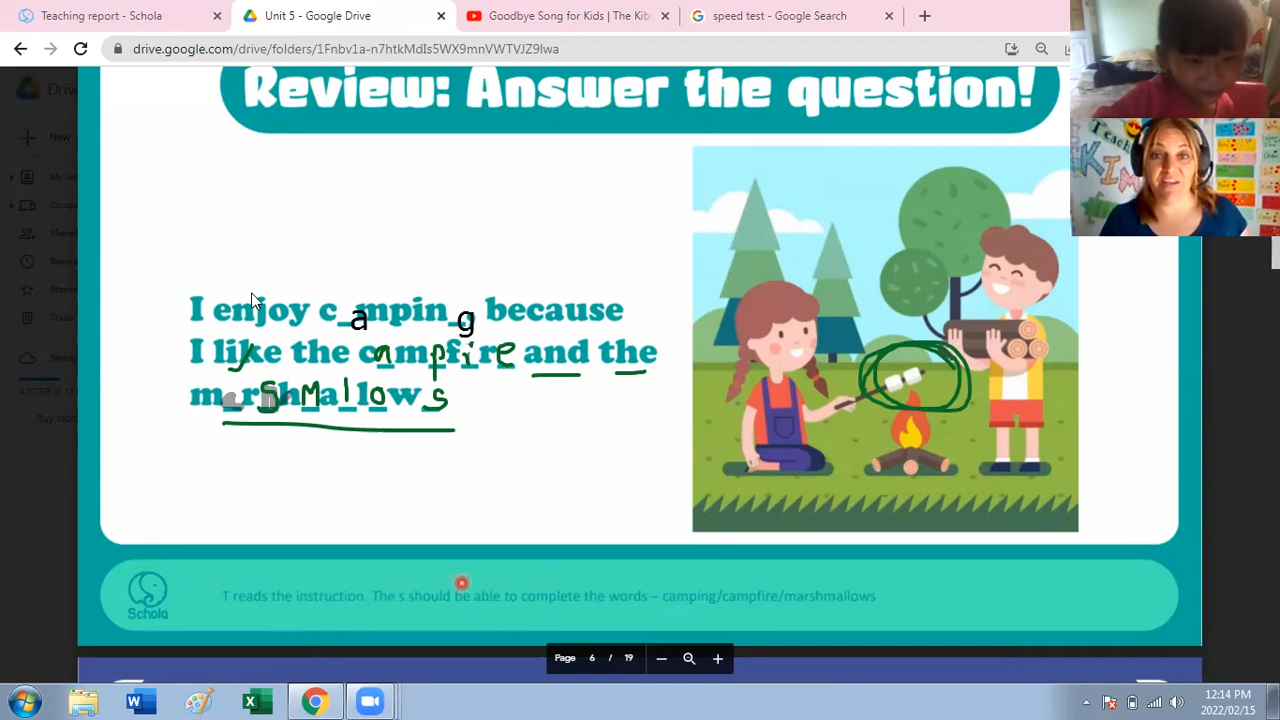 Teaching report - Schola
Unit 5 - Google Drive
Goodbye Song for Kids | The Kib
speed test - Google Search
drive.google.com/drive/folders/1Fnbv1a-n7htkMdIs5WX9mnVWTVJZ9lwa
Review: Answer the question!
I enjoy c_ampin_g because
I like the campfire and the
m_rshmallows
T reads the instruction. The s should be able to complete the words – camping/campfire/marshmallows
Schola
Page 6 / 19
12:14 PM
2022/02/15